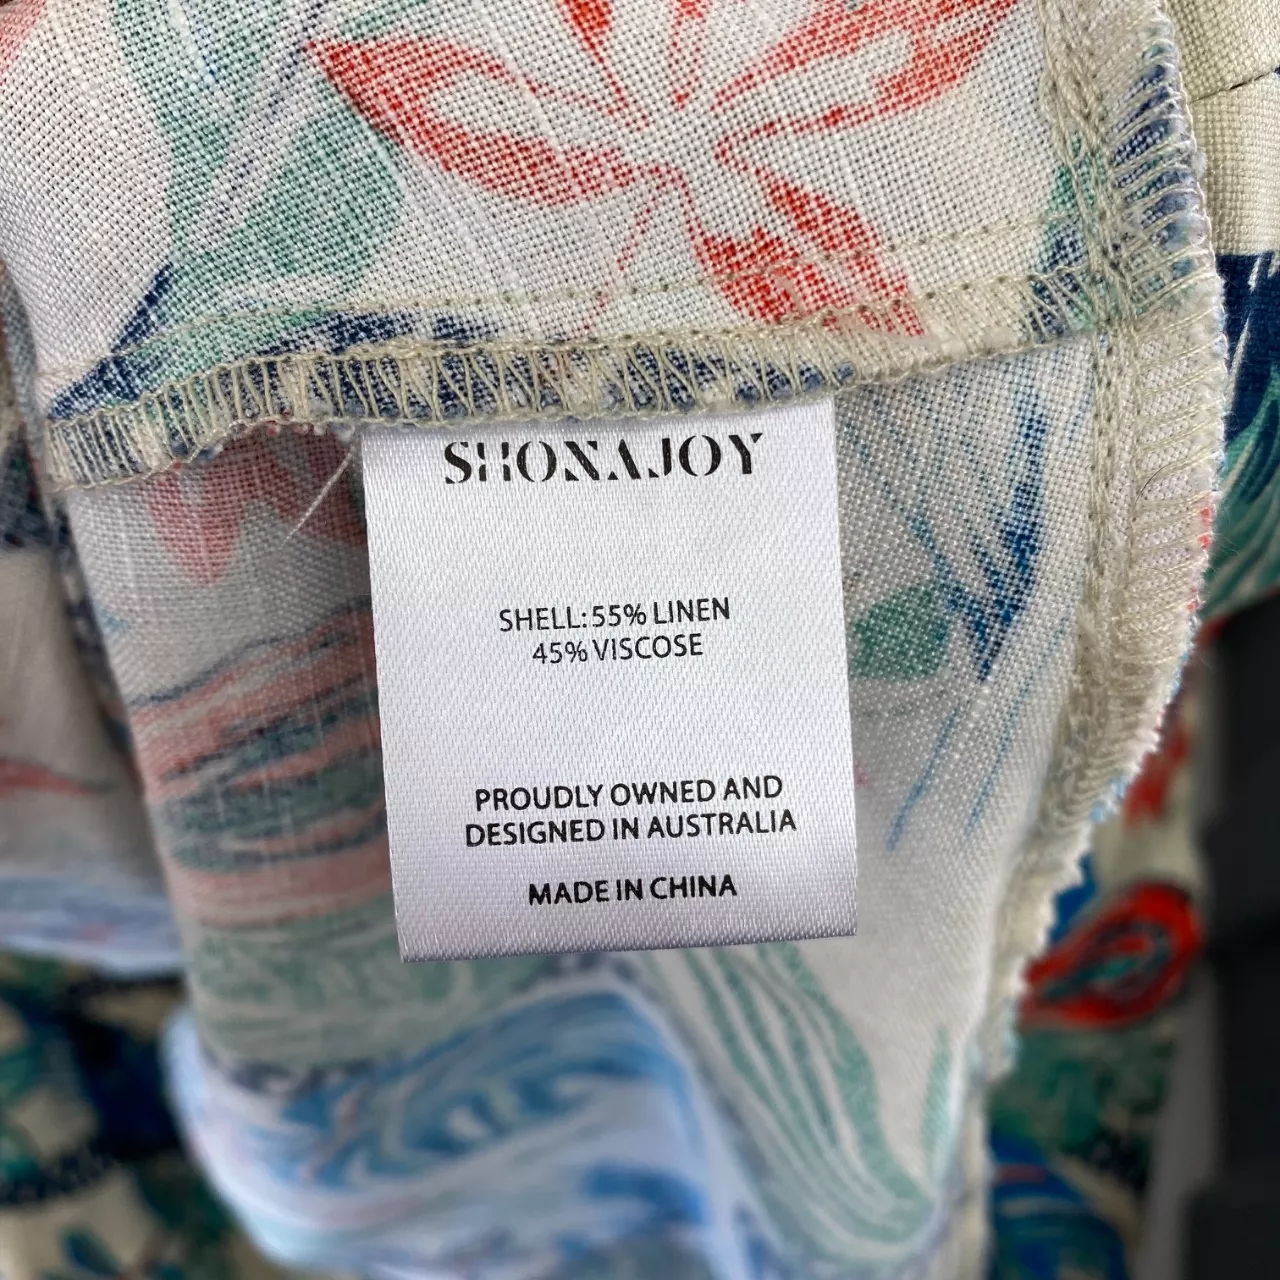 SHONAJOY
SHELL: 55% LINEN
45% VISCOSE
PROUDLY OWNED AND
DESIGNED IN AUSTRALIA
MADE IN CHINA